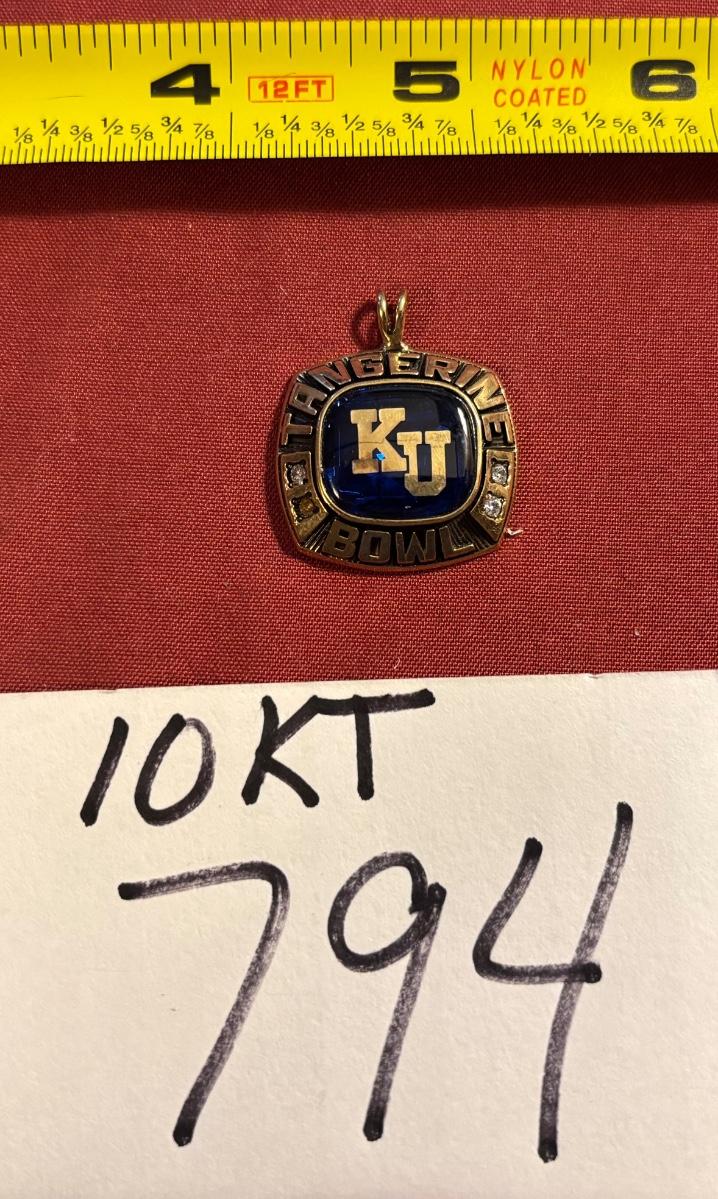 4 12FT 5 NYLON COATED 6
1/8 1/4 3/8 1/2 5/8 3/4 7/8 1/8 1/4 3/8 1/2 5/8 3/4 7/8 1/8 1/4 3/8 1/2 5/8 3/4 7/8
TANGERINE
KU
BOWL
10KT
794